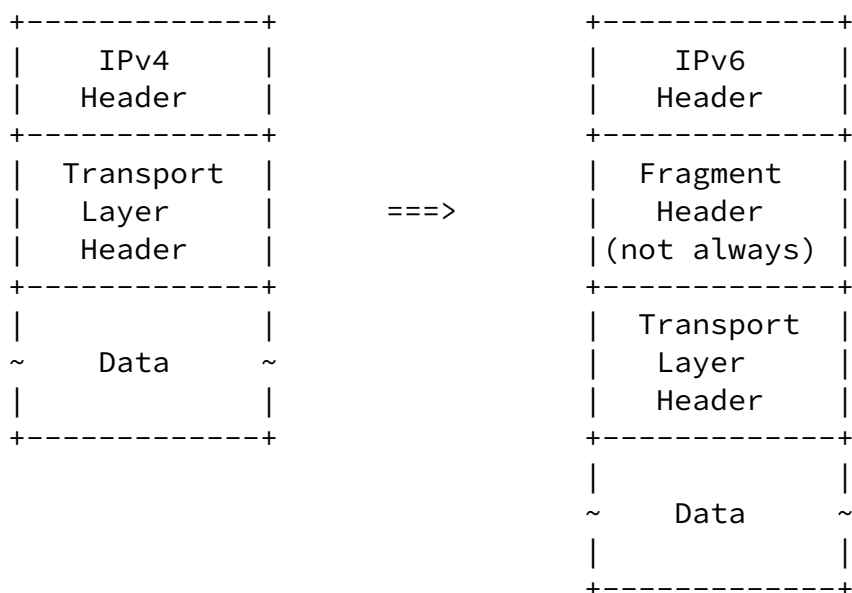 +-------------+                 +-------------+
|    IPv4     |                 |    IPv6     |
|   Header    |                 |   Header    |
+-------------+                 +-------------+
|  Transport  |                 |  Fragment   |
|   Layer     |      ===>       |   Header    |
|   Header    |                 |(not always) |
+-------------+                 +-------------+
|             |                 |  Transport  |
~    Data     ~                 |   Layer     |
|             |                 |   Header    |
+-------------+                 +-------------+
                                |             |
                                ~    Data     ~
                                |             |
                                +-------------+